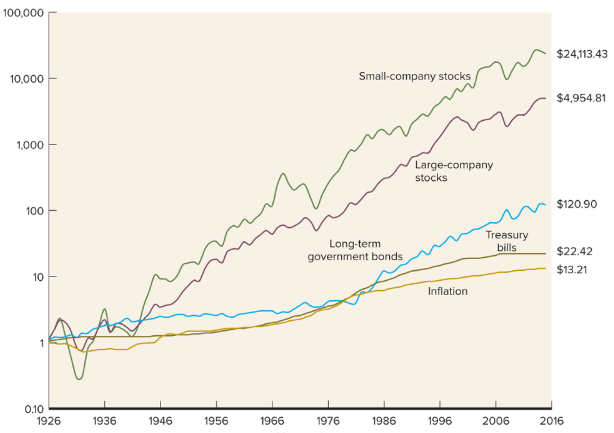 100,000
10,000
1,000
100
10
1
0.10
Small-company stocks
$24,113.43
$4,954.81
Large-company
stocks
$120.90
Long-term
government bonds
Treasury
bills
$22.42
$13.21
Inflation
1926 1936 1946 1956 1966 1976 1986 1996 2006 2016